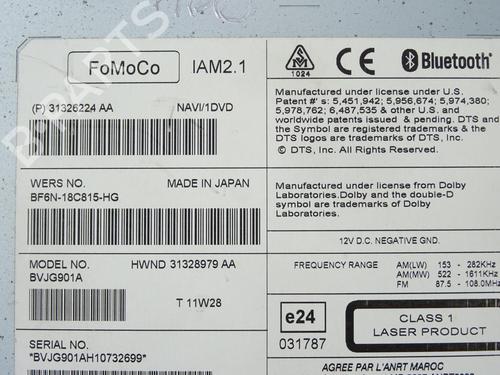 FoMoCo IAM2.1
(P) 31326224 AA NAVI/1DVD
WERS NO. MADE IN JAPAN
BF6N-18C815-HG
MODEL NO HWND 31328979 AA
BVJG901A
T 11W28
SERIAL NO.
*BVJG901AH10732699*
1024
CE
Bluetooth
Manufactured under license under U.S.
Patent #' s: 5,451,942; 5,956,674; 5,974,380;
5,978,762; 6,487,535 & other U.S. and
worldwide patents issued & pending. DTS and
the Symbol are registered trademarks & the
DTS logos are trademarks of DTS, Inc.
© DTS, Inc. All Rights Reserved.
Manufactured under license from Dolby
Laboratories.Dolby and the double-D
symbol are trademarks of Dolby
Laboratories.
12V D.C. NEGATIVE GND.
FREQUENCY RANGE AM(LW) 153 - 282KHz
AM(MW) 522 - 1611KHz
FM 87.5 - 108.0MHz
e24
031787
CLASS 1
LASER PRODUCT
AGREE PAR L'ANRT MAROC